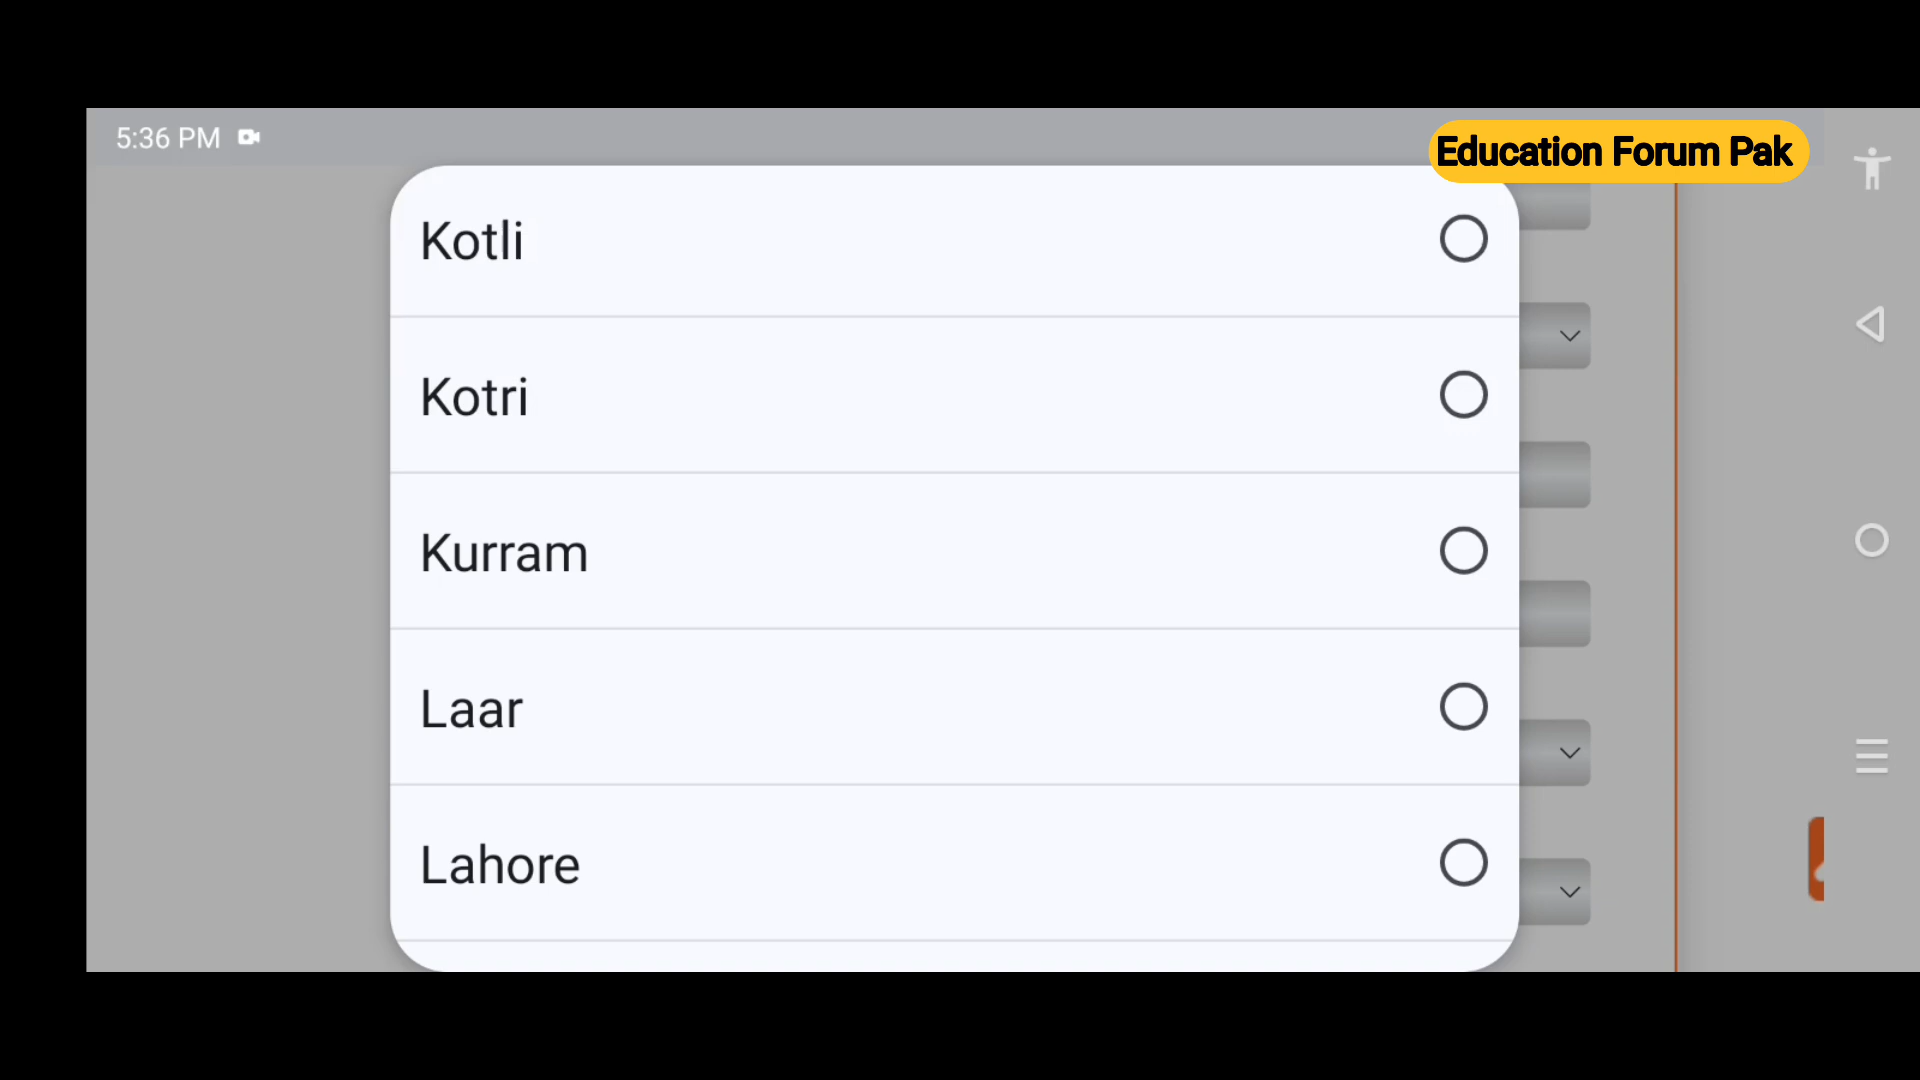 5:36 PM
Education Forum Pak
Kotli
Kotri
Kurram
Laar
Lahore